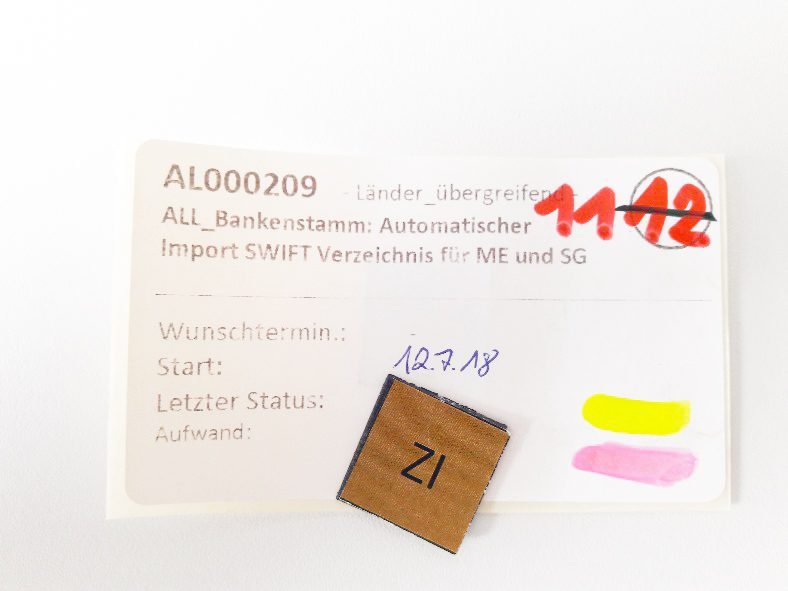 AL000209 - Länder_übergreifend -
11 12
ALL_Bankenstamm: Automatischer
Import SWIFT Verzeichnis für ME und SG
Wunschtermin.: -
Start: 12.7.18
Letzter Status:
Aufwand:
ZI